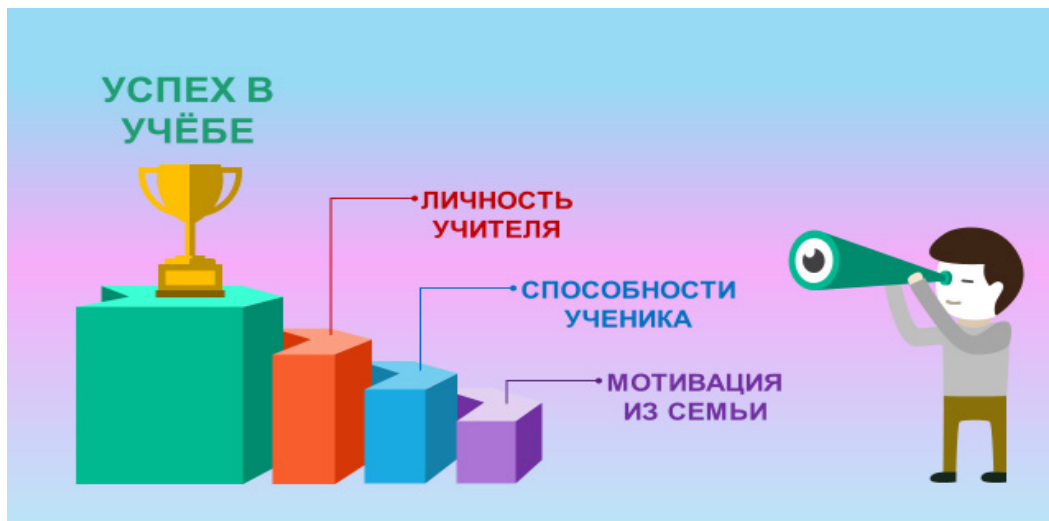 УСПЕХ В
УЧЁБЕ
ЛИЧНОСТЬ
УЧИТЕЛЯ
СПОСОБНОСТИ
УЧЕНИКА
МОТИВАЦИЯ
ИЗ СЕМЬИ